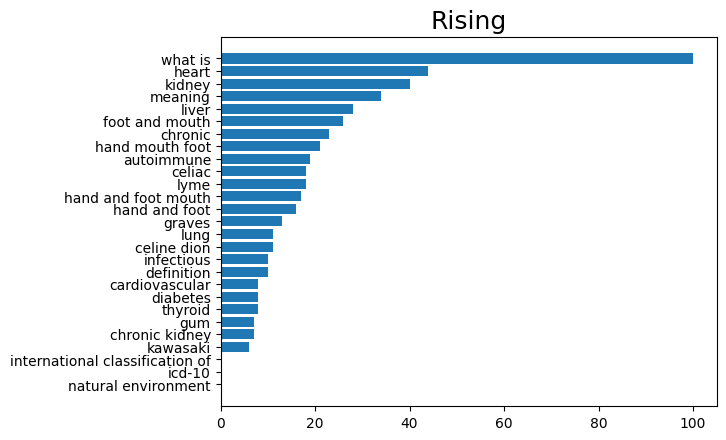 Rising
what is
heart
kidney
meaning
liver
foot and mouth
chronic
hand mouth foot
autoimmune
celiac
lyme
hand and foot mouth
hand and foot
graves
lung
celine dion
infectious
definition
cardiovascular
diabetes
thyroid
gum
chronic kidney
kawasaki
international classification of
icd-10
natural environment
0 20 40 60 80 100